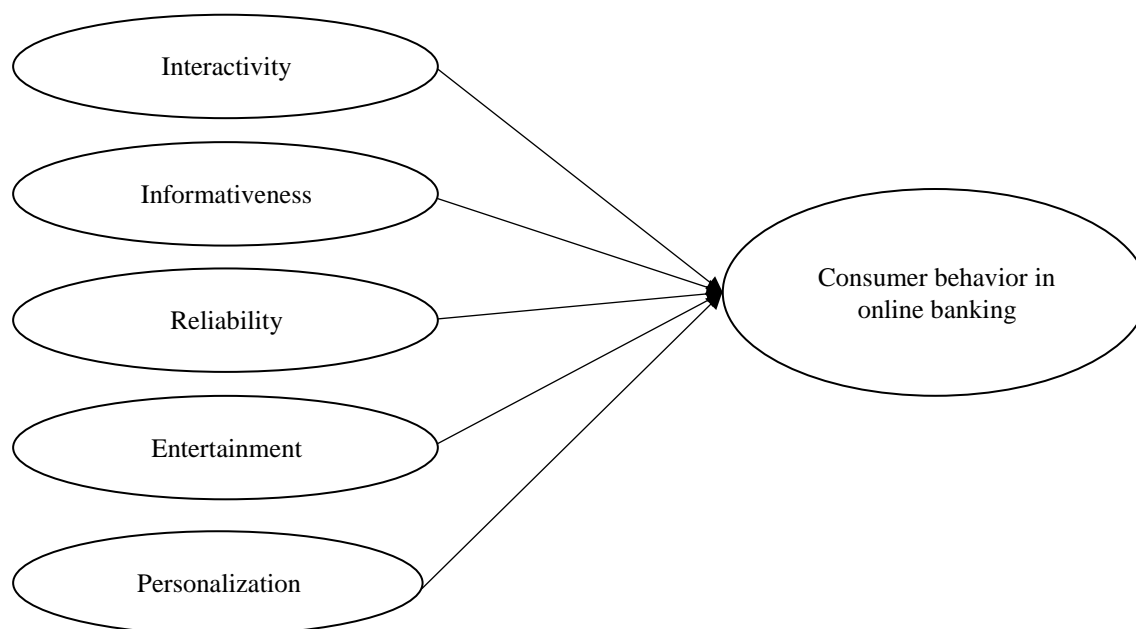 Interactivity
Informativeness
Reliability
Entertainment
Personalization
Consumer behavior in
online banking